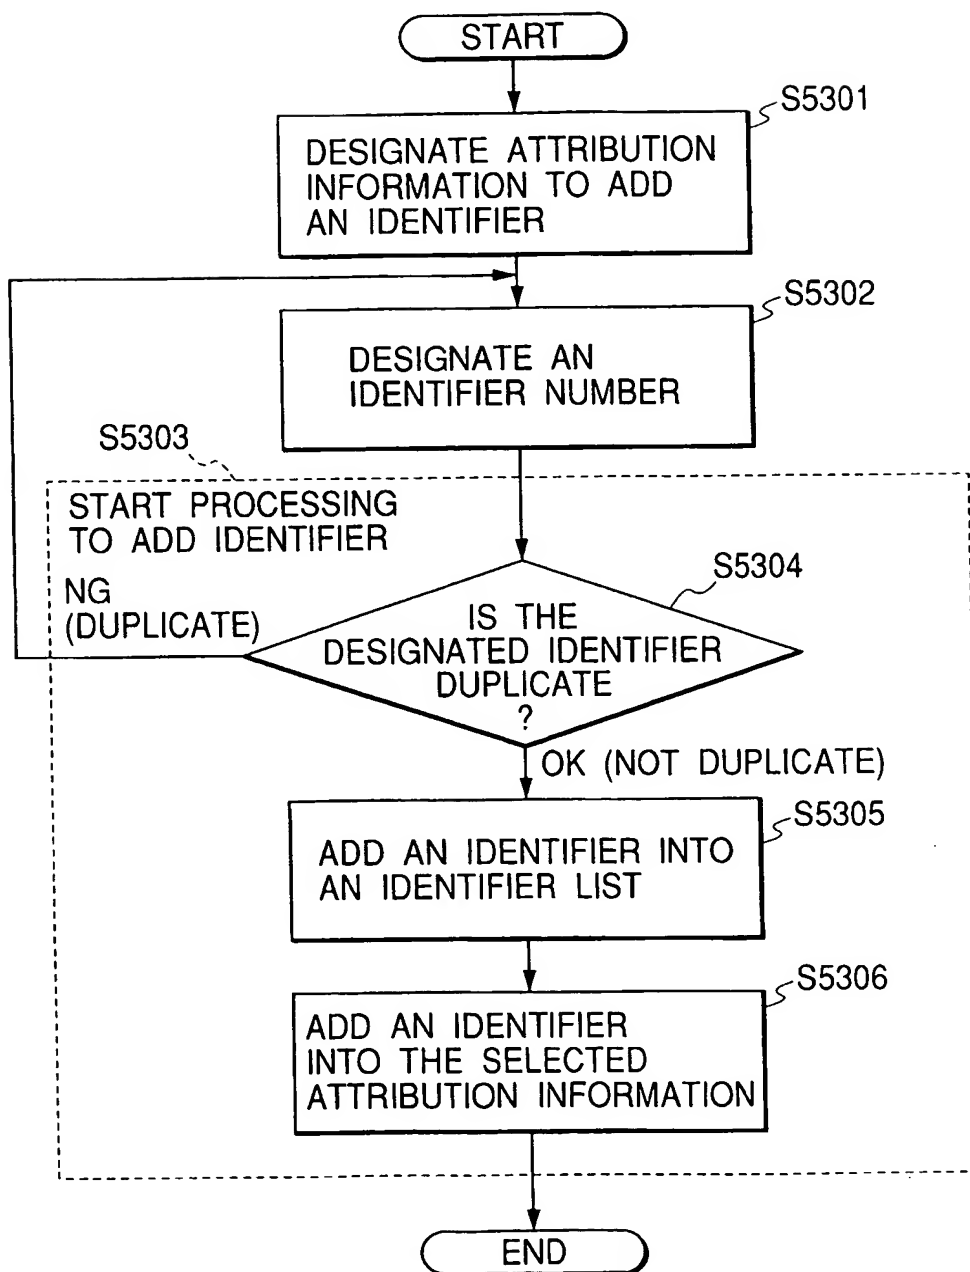 START
S5301
DESIGNATE ATTRIBUTION
INFORMATION TO ADD
AN IDENTIFIER
S5302
DESIGNATE AN
IDENTIFIER NUMBER
S5303
START PROCESSING
TO ADD IDENTIFIER
NG
(DUPLICATE)
S5304
IS THE
DESIGNATED IDENTIFIER
DUPLICATE
?
OK (NOT DUPLICATE)
S5305
ADD AN IDENTIFIER INTO
AN IDENTIFIER LIST
S5306
ADD AN IDENTIFIER
INTO THE SELECTED
ATTRIBUTION INFORMATION
END